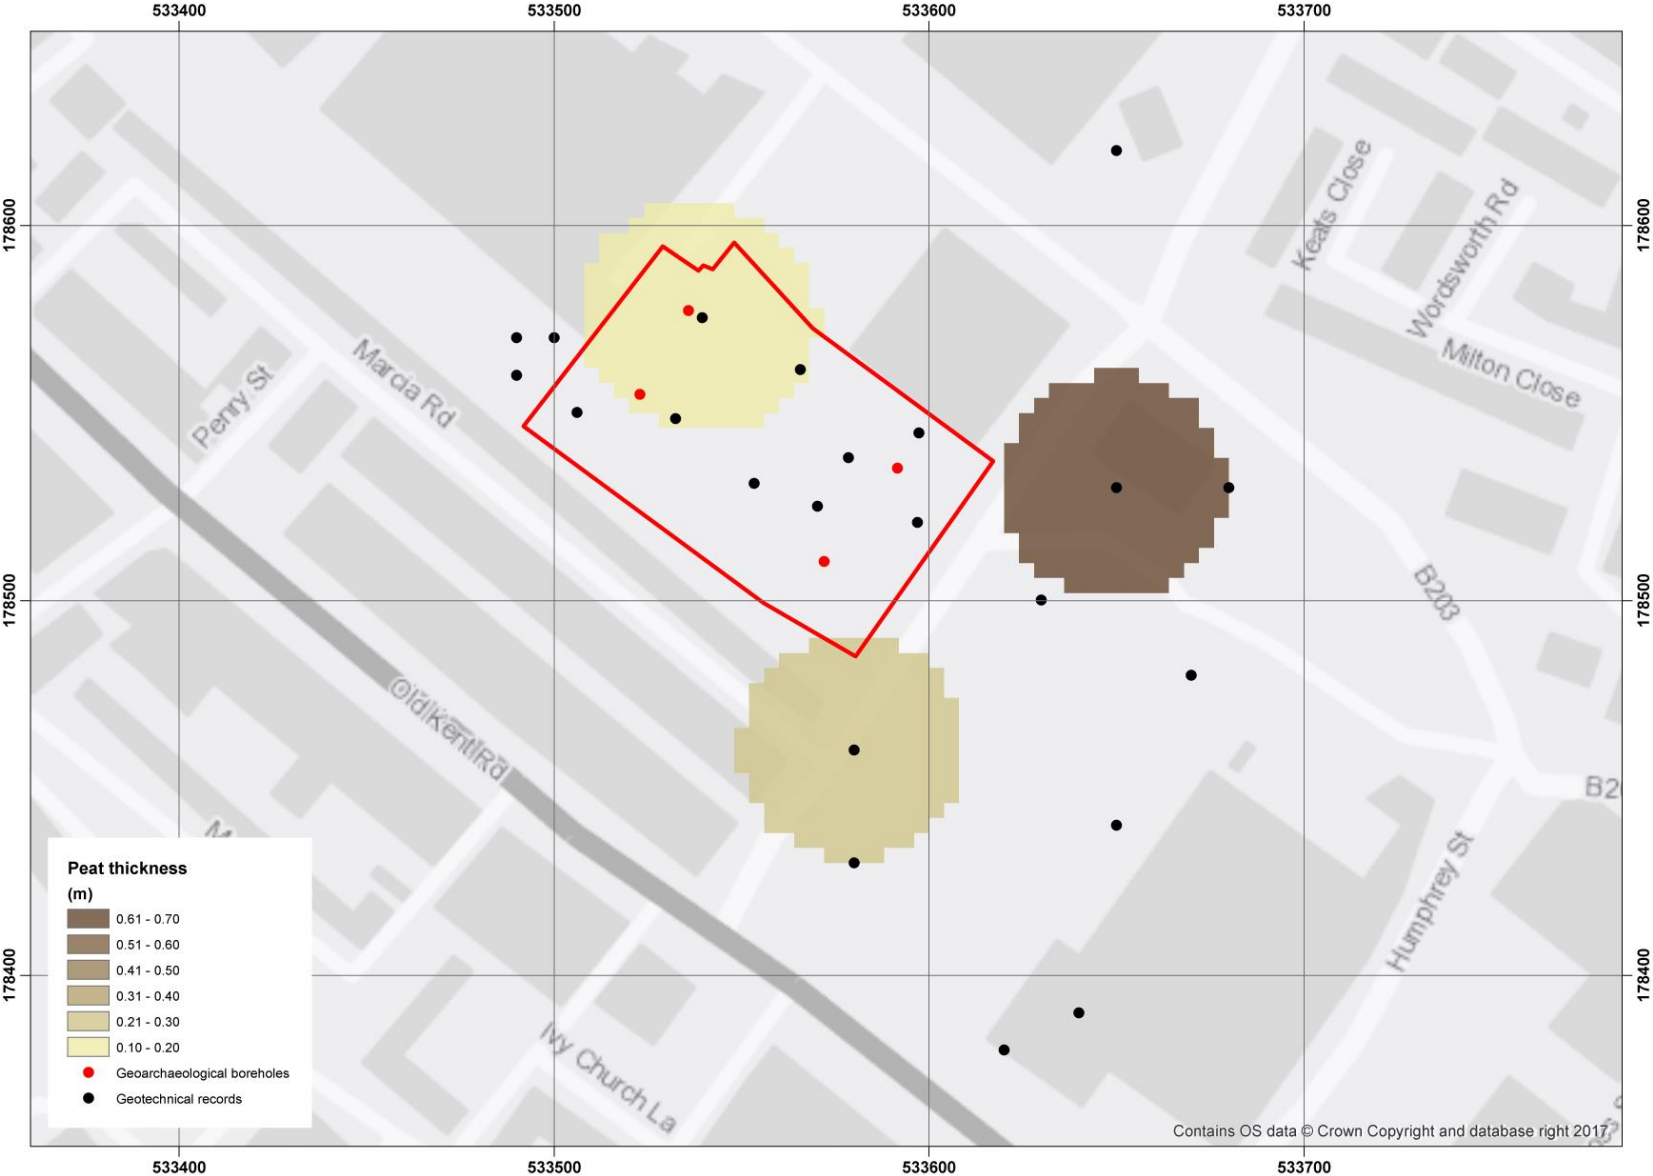 533400 533500 533600 533700
178600 178600
178500 178500
178400 178400
Keats Close
Wordsworth Rd
Milton Close
Marcia Rd
Penry St
B203
Old Kent Rd
B2
Humphrey St
Ivy Church La
M
Peat thickness
(m)
0.61 - 0.70
0.51 - 0.60
0.41 - 0.50
0.31 - 0.40
0.21 - 0.30
0.10 - 0.20
Geoarchaeological boreholes
Geotechnical records
Contains OS data © Crown Copyright and database right 2017
533400 533500 533600 533700